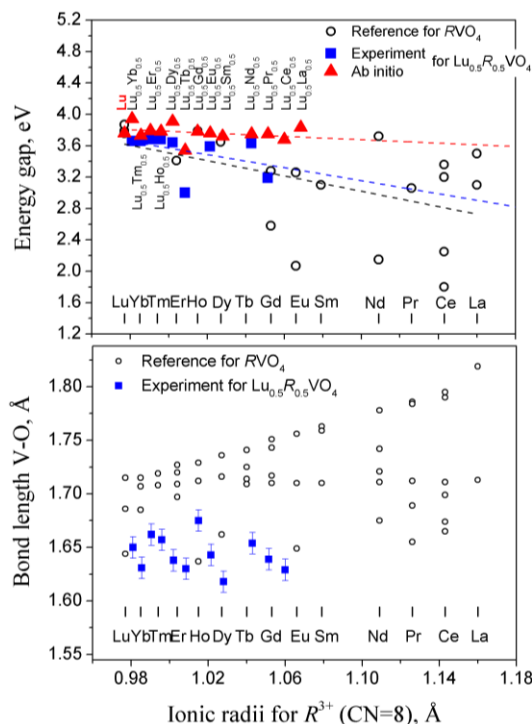 Reference for RVO4
Experiment for Lu0.5R0.5VO4
Ab initio
Lu
Lu0.5Yb0.5
Lu0.5Tm0.5
Lu0.5Er0.5
Lu0.5Ho0.5
Lu0.5Dy0.5
Lu0.5Tb0.5
Lu0.5Gd0.5
Lu0.5Eu0.5
Lu0.5Sm0.5
Lu0.5Nd0.5
Lu0.5Pr0.5
Lu0.5Ce0.5
Lu0.5La0.5
Energy gap, eV
5.2
4.8
4.4
4.0
3.6
3.2
2.8
2.4
2.0
1.6
1.2
Lu Yb Tm Er Ho Dy Tb Gd Eu Sm Nd Pr Ce La
Reference for RVO4
Experiment for Lu0.5R0.5VO4
Bond length V-O, Å
1.80
1.75
1.70
1.65
1.60
1.55
Lu Yb Tm Er Ho Dy Tb Gd Eu Sm Nd Pr Ce La
0.98 1.00 1.02 1.04 1.06 1.08 1.10 1.12 1.14 1.16 1.18
Ionic radii for R3+ (CN=8), Å